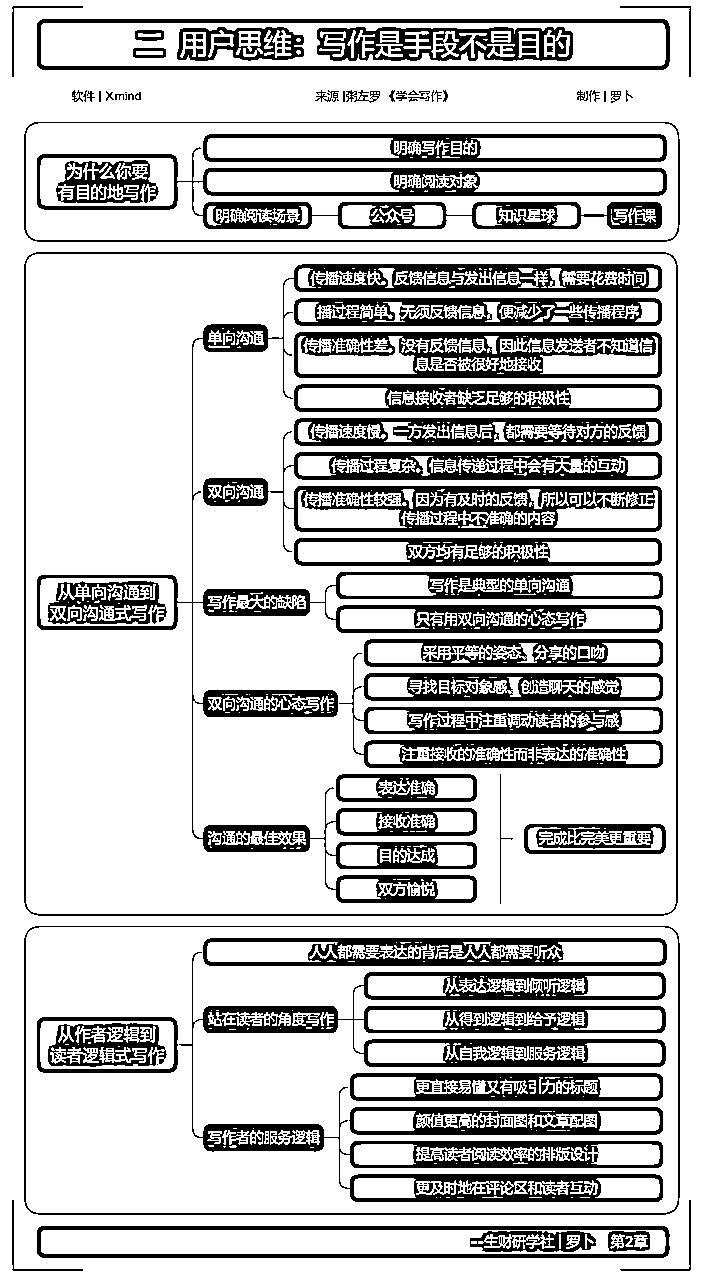 二 用户思维：写作是手段不是目的
软件 | Xmind
来源 |粥左罗 《学会写作》
制作 | 罗卜
为什么你要
有目的地写作
明确写作目的
明确阅读对象
明确阅读场景
公众号
知识星球
写作课
从单向沟通到
双向沟通式写作
单向沟通
传播速度快，反馈信息与发出信息一样，需要花费时间
播过程简单，无须反馈信息，便减少了一些传播程序
传播准确性差，没有反馈信息，因此信息发送者不知道信
息是否被很好地接收
信息接收者缺乏足够的积极性
双向沟通
传播速度慢，一方发出信息后，都需要等待对方的反馈
传播过程复杂，信息传递过程中会有大量的互动
传播准确性较强，因为有及时的反馈，所以可以不断修正
传播过程中不准确的内容
双方均有足够的积极性
写作最大的缺陷
写作是典型的单向沟通
只有用双向沟通的心态写作
双向沟通的心态写作
采用平等的姿态、分享的口吻
寻找目标对象感、创造聊天的感觉
写作过程中注重调动读者的参与感
注重接收的准确性而非表达的准确性
沟通的最佳效果
表达准确
接收准确
目的达成
双方愉悦
完成比完美更重要
从作者逻辑到
读者逻辑式写作
人人都需要表达的背后是人人都需要听众
站在读者的角度写作
从表达逻辑到倾听逻辑
从得到逻辑到给予逻辑
从自我逻辑到服务逻辑
写作者的服务逻辑
更直接易懂又有吸引力的标题
颜值更高的封面图和文章配图
提高读者阅读效率的排版设计
更及时地在评论区和读者互动
--生财研学社 | 罗卜 第2章